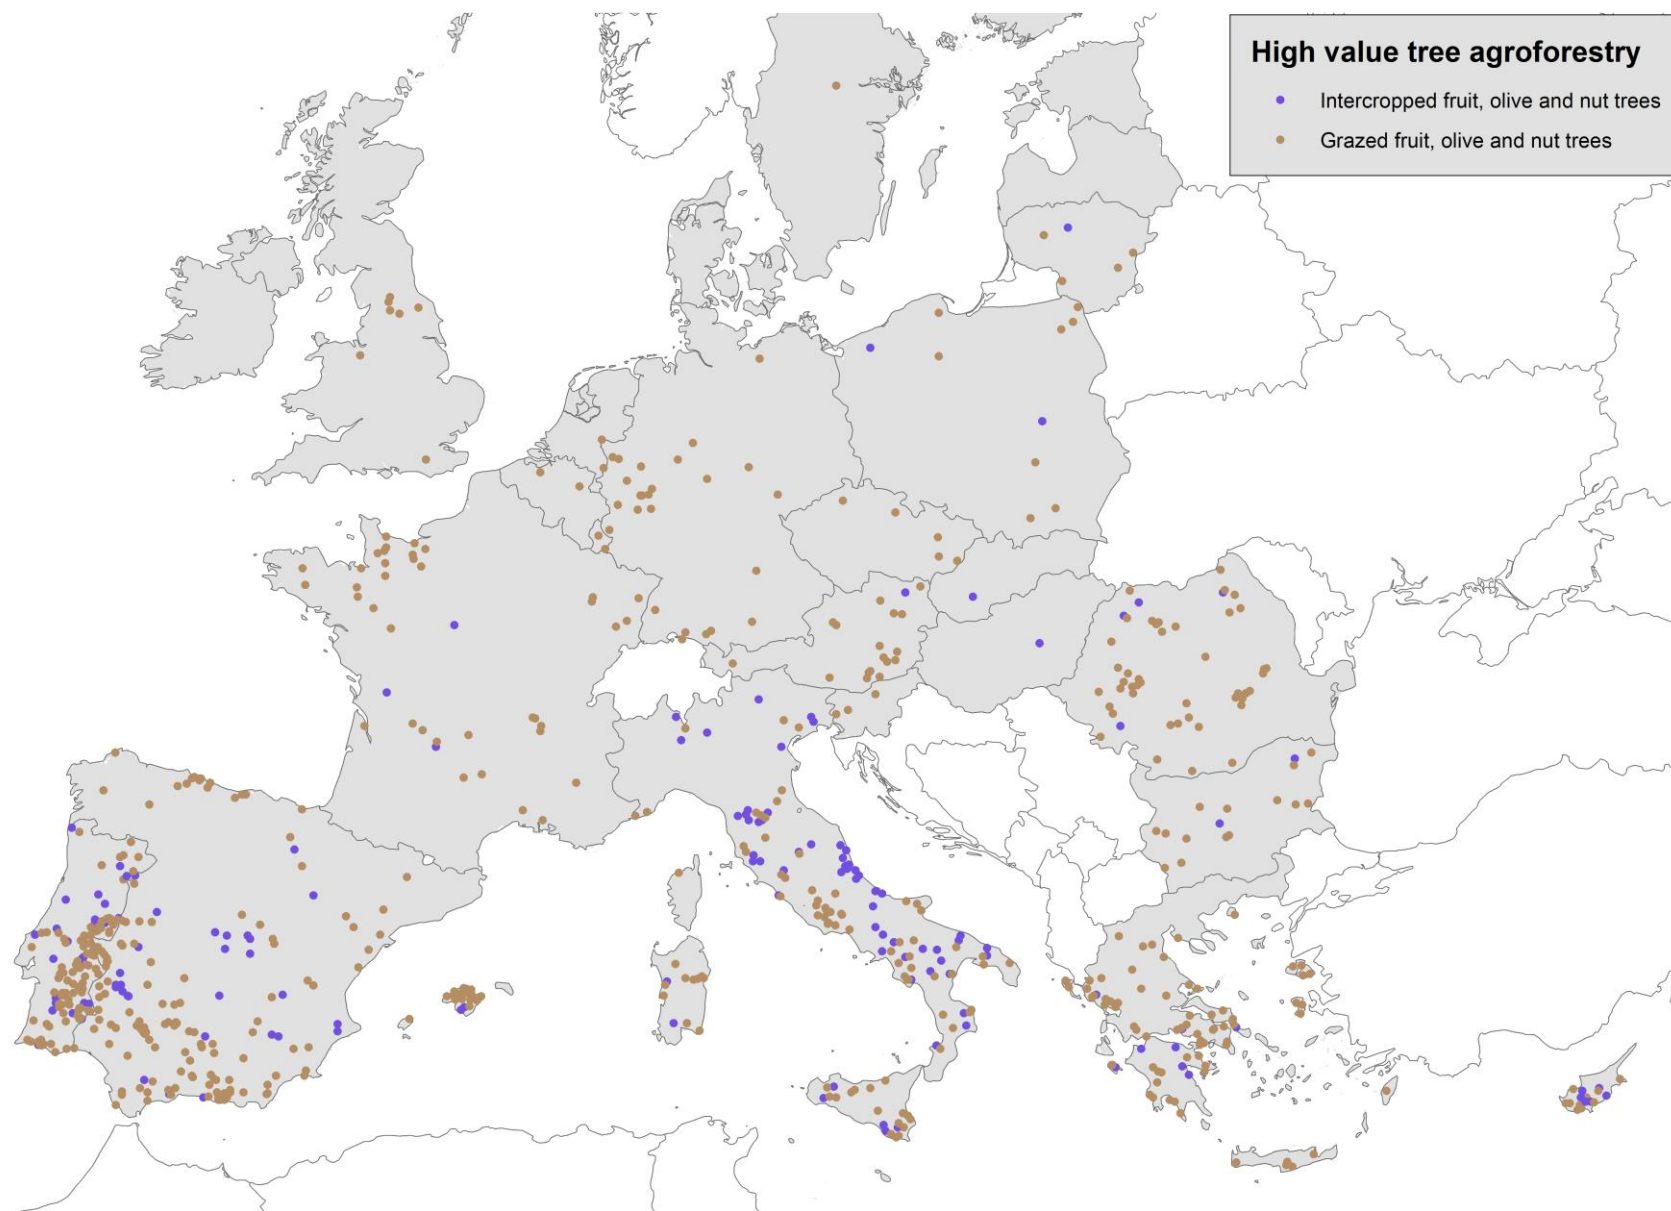 High value tree agroforestry
Intercropped fruit, olive and nut trees
Grazed fruit, olive and nut trees